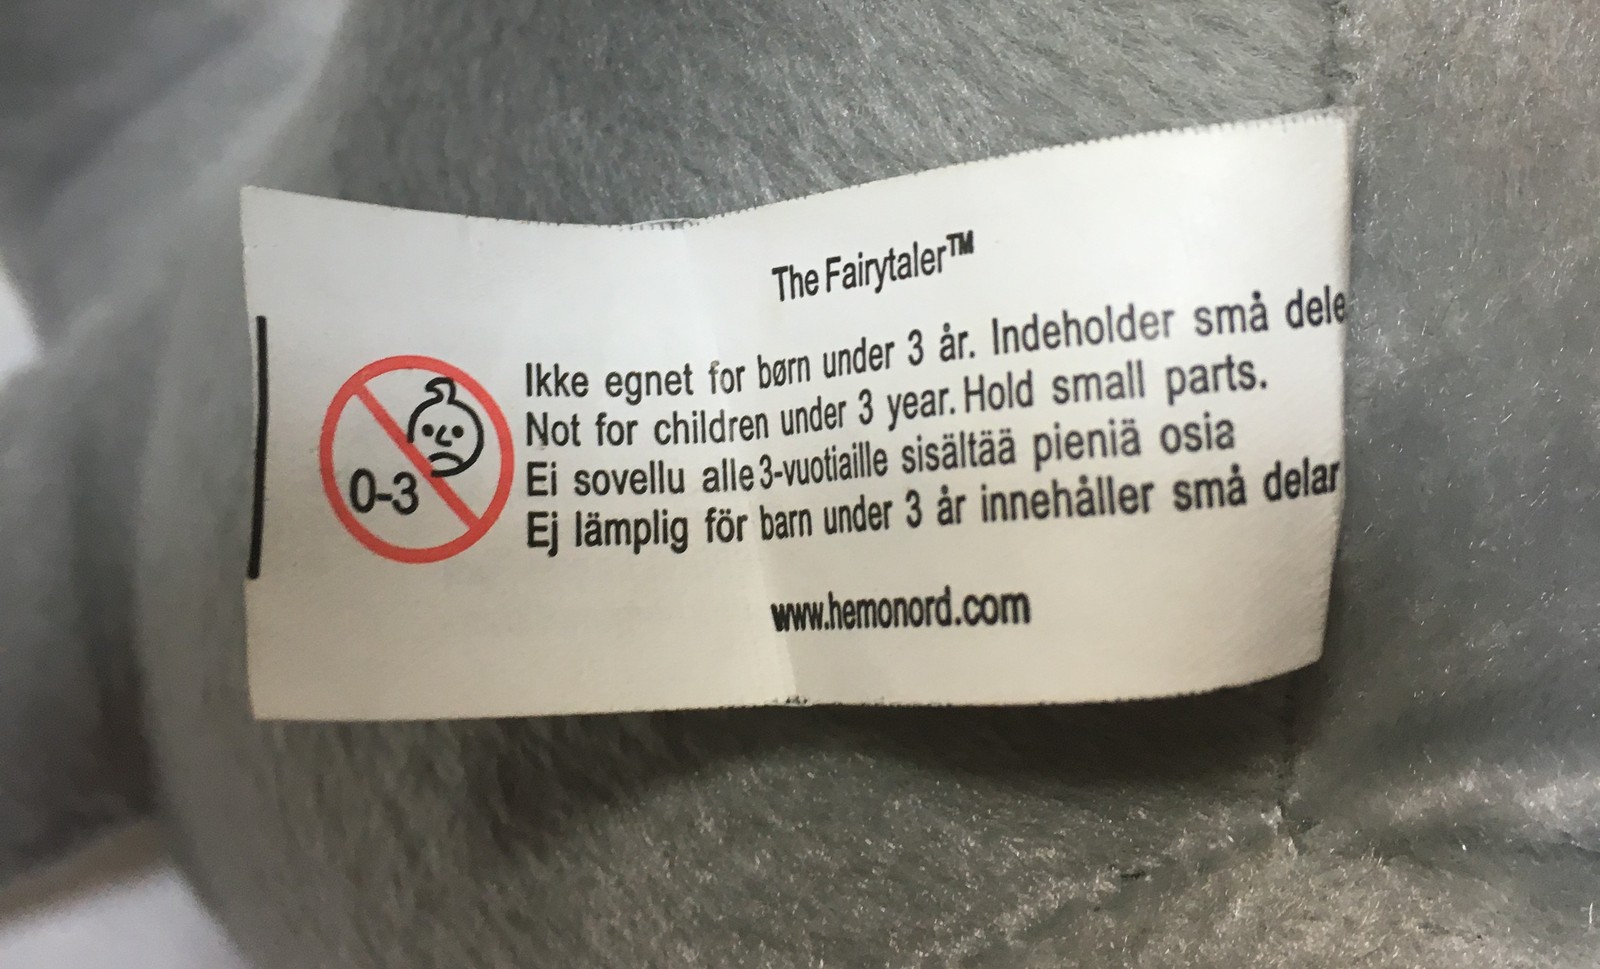 The Fairytaler™
Ikke egnet for børn under 3 år. Indeholder små dele
Not for children under 3 year. Hold small parts.
Ei sovellu alle 3-vuotiaille sisältää pieniä osia
Ej lämplig för barn under 3 år innehåller små delar
0-3
www.hemonord.com